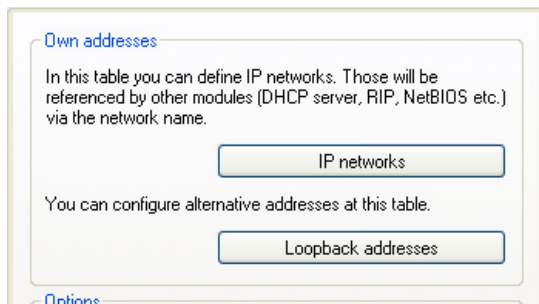 Own addresses
In this table you can define IP networks. Those will be
referenced by other modules (DHCP server, RIP, NetBIOS etc.)
via the network name.
IP networks
You can configure alternative addresses at this table.
Loopback addresses
Options